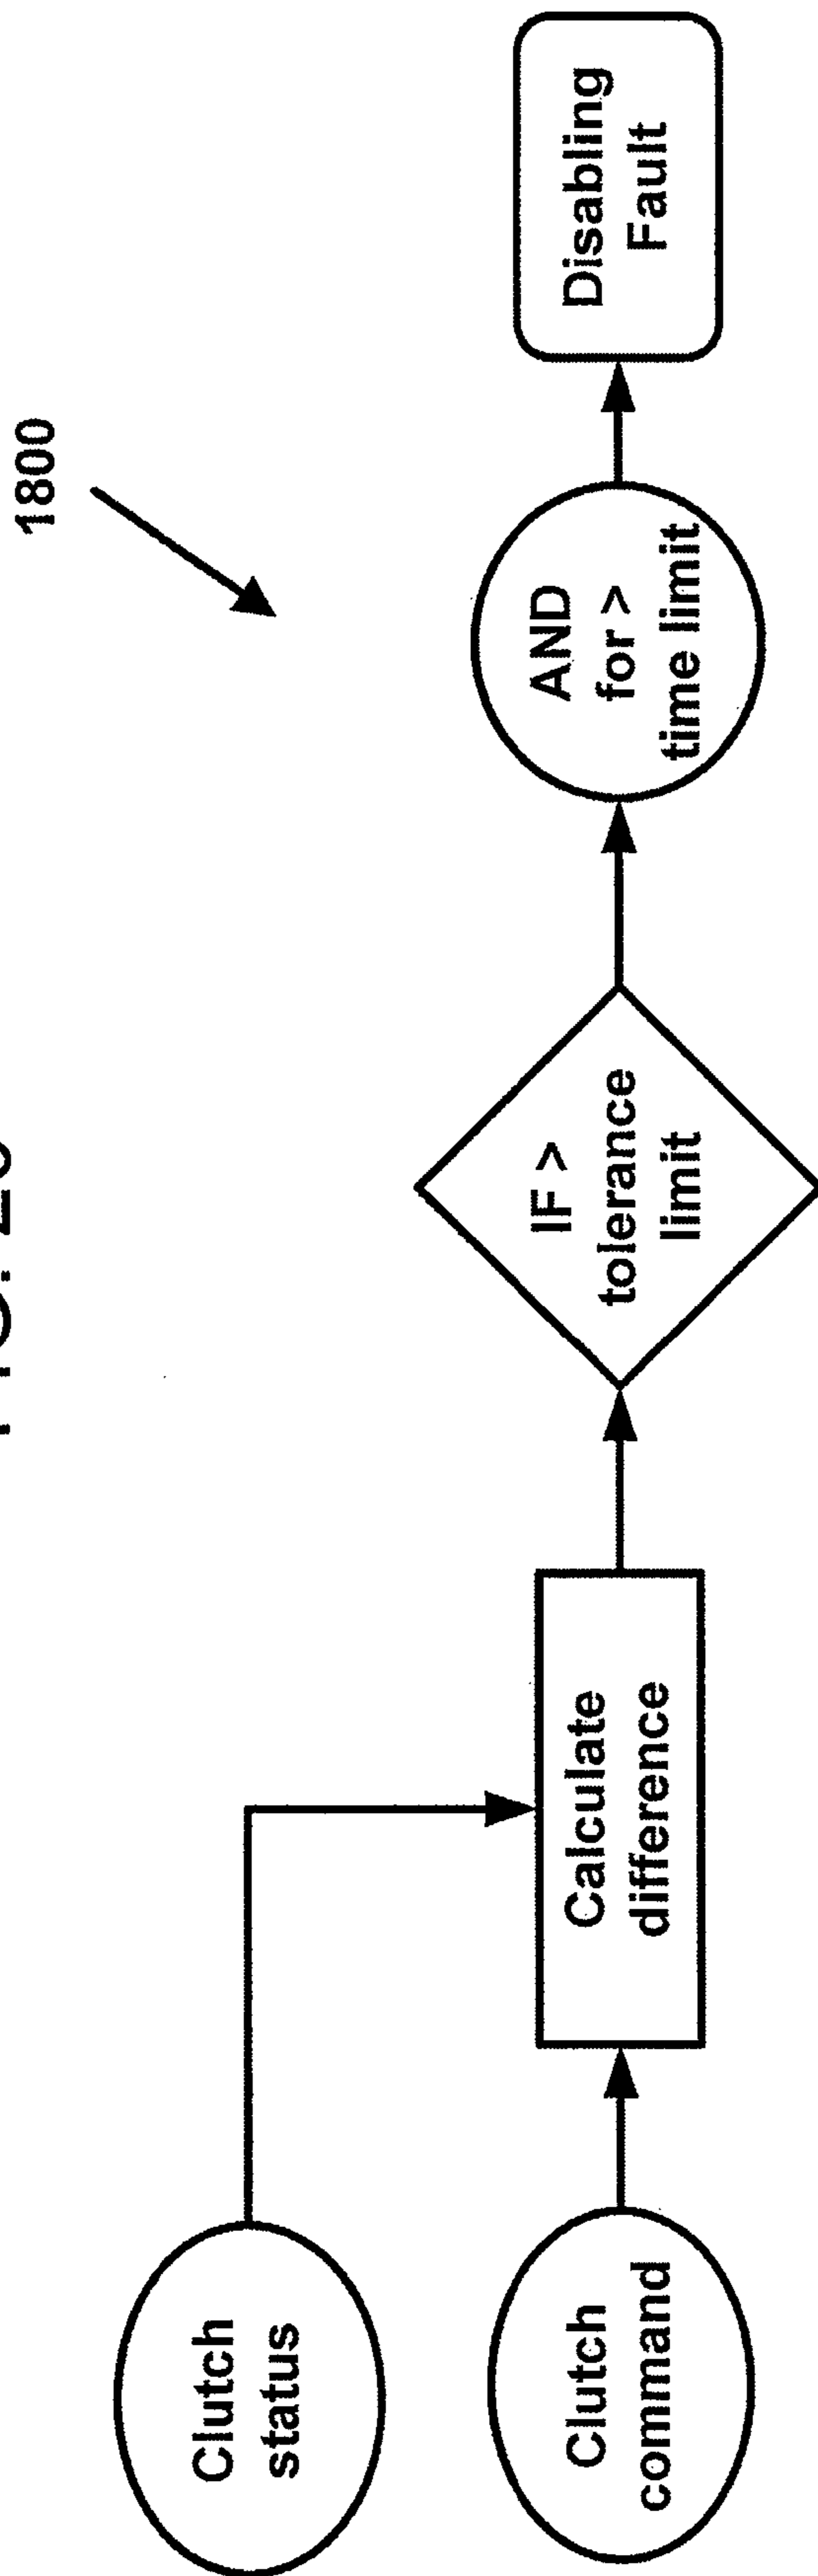 1800
Clutch
status
Clutch
command
Calculate
difference
IF >
tolerance
limit
AND
for >
time limit
Disabling
Fault